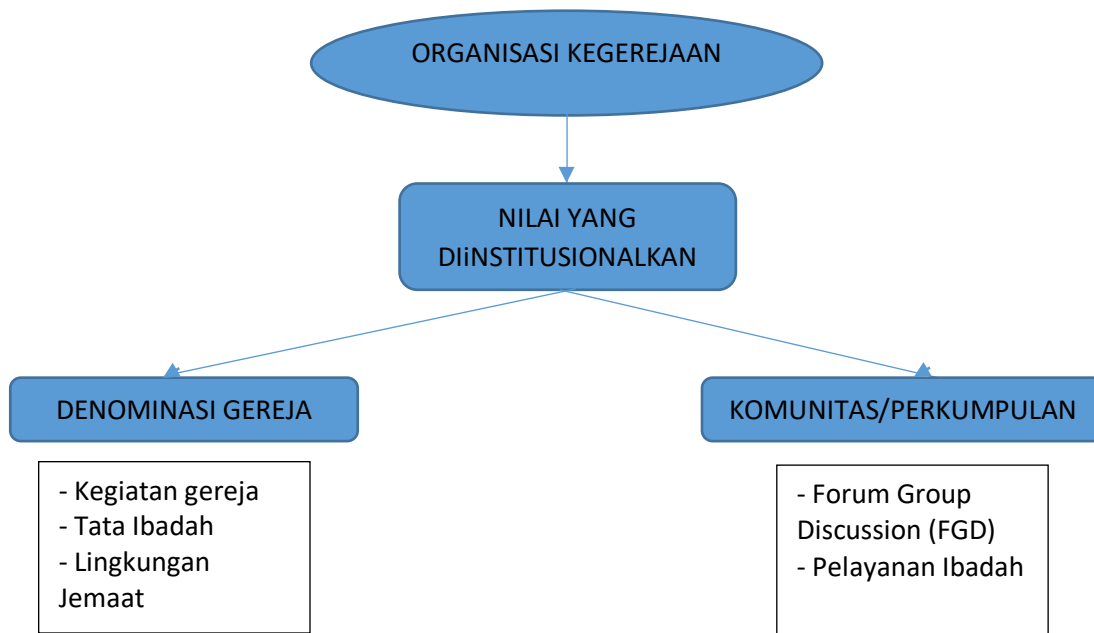 ORGANISASI KEGEREJAAN
NILAI YANG
DIiNSTITUSIONALKAN
DENOMINASI GEREJA
KOMUNITAS/PERKUMPULAN
- Kegiatan gereja
- Tata Ibadah
- Lingkungan
Jemaat
- Forum Group
Discussion (FGD)
- Pelayanan Ibadah